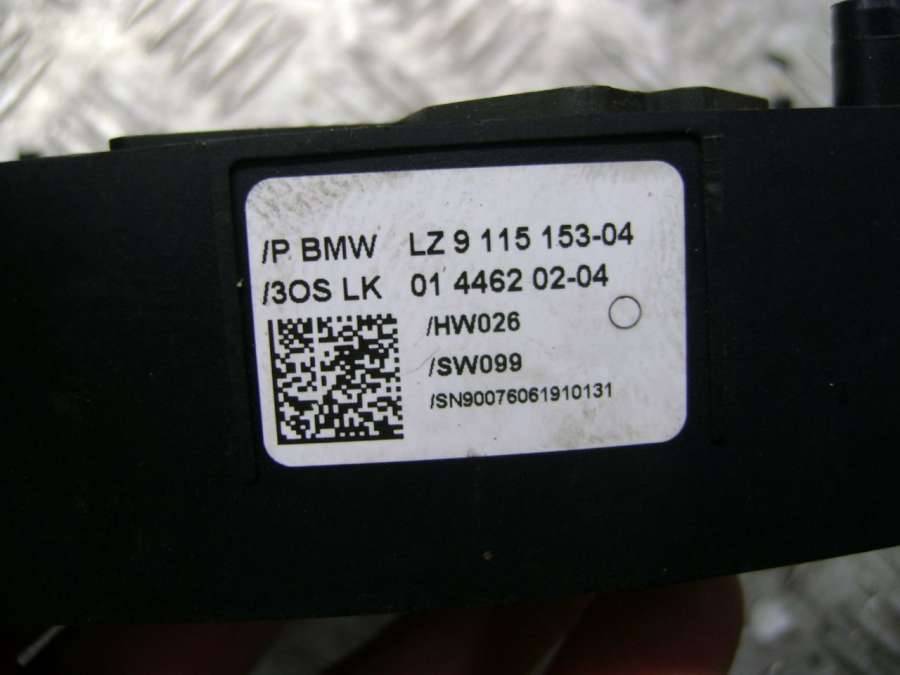 /P BMW LZ 9 115 153-04
/3OS LK 01 4462 02-04
/HW026
/SW099
/SN90076061910131